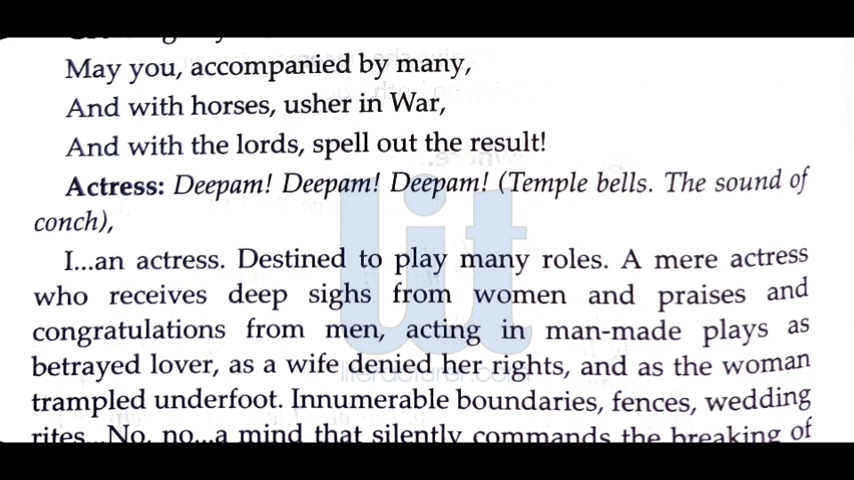 May you, accompanied by many,
And with horses, usher in War,
And with the lords, spell out the result!
Actress: Deepam! Deepam! Deepam! (Temple bells. The sound of
conch),
I...an actress. Destined to play many roles. A mere actress
who receives deep sighs from women and praises and
congratulations from men, acting in man-made plays as
betrayed lover, as a wife denied her rights, and as the woman
trampled underfoot. Innumerable boundaries, fences, wedding
rites...No, no...a mind that silently commands the breaking of
lit